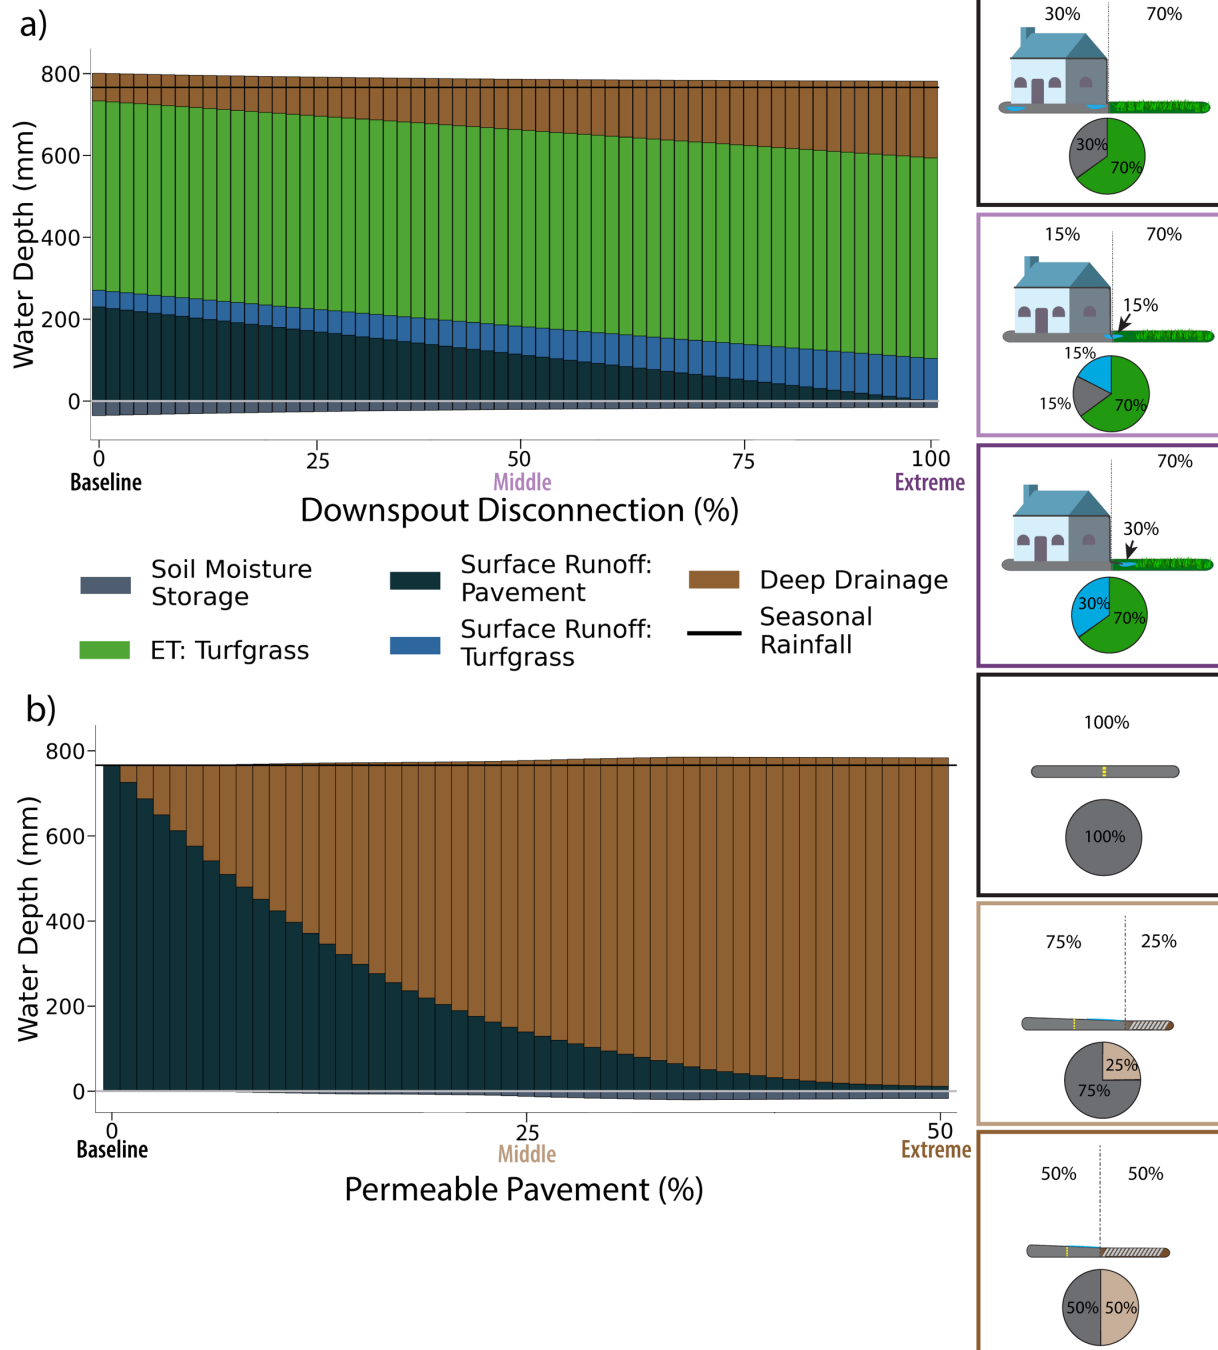 a)
800
600
400
200
0
Water Depth (mm)
0
25
50
75
100
Baseline
Middle
Extreme
Downspout Disconnection (%)
Soil Moisture
Storage
ET: Turfgrass
Surface Runoff:
Pavement
Surface Runoff:
Turfgrass
Deep Drainage
Seasonal
Rainfall
b)
800
600
400
200
0
Water Depth (mm)
0
25
50
Baseline
Middle
Extreme
Permeable Pavement (%)
30% 70%
30%
70%
15% 70%
15%
15%
15%
70%
70%
30%
30%
70%
100%
100%
75% 25%
25%
75%
50% 50%
50% 50%